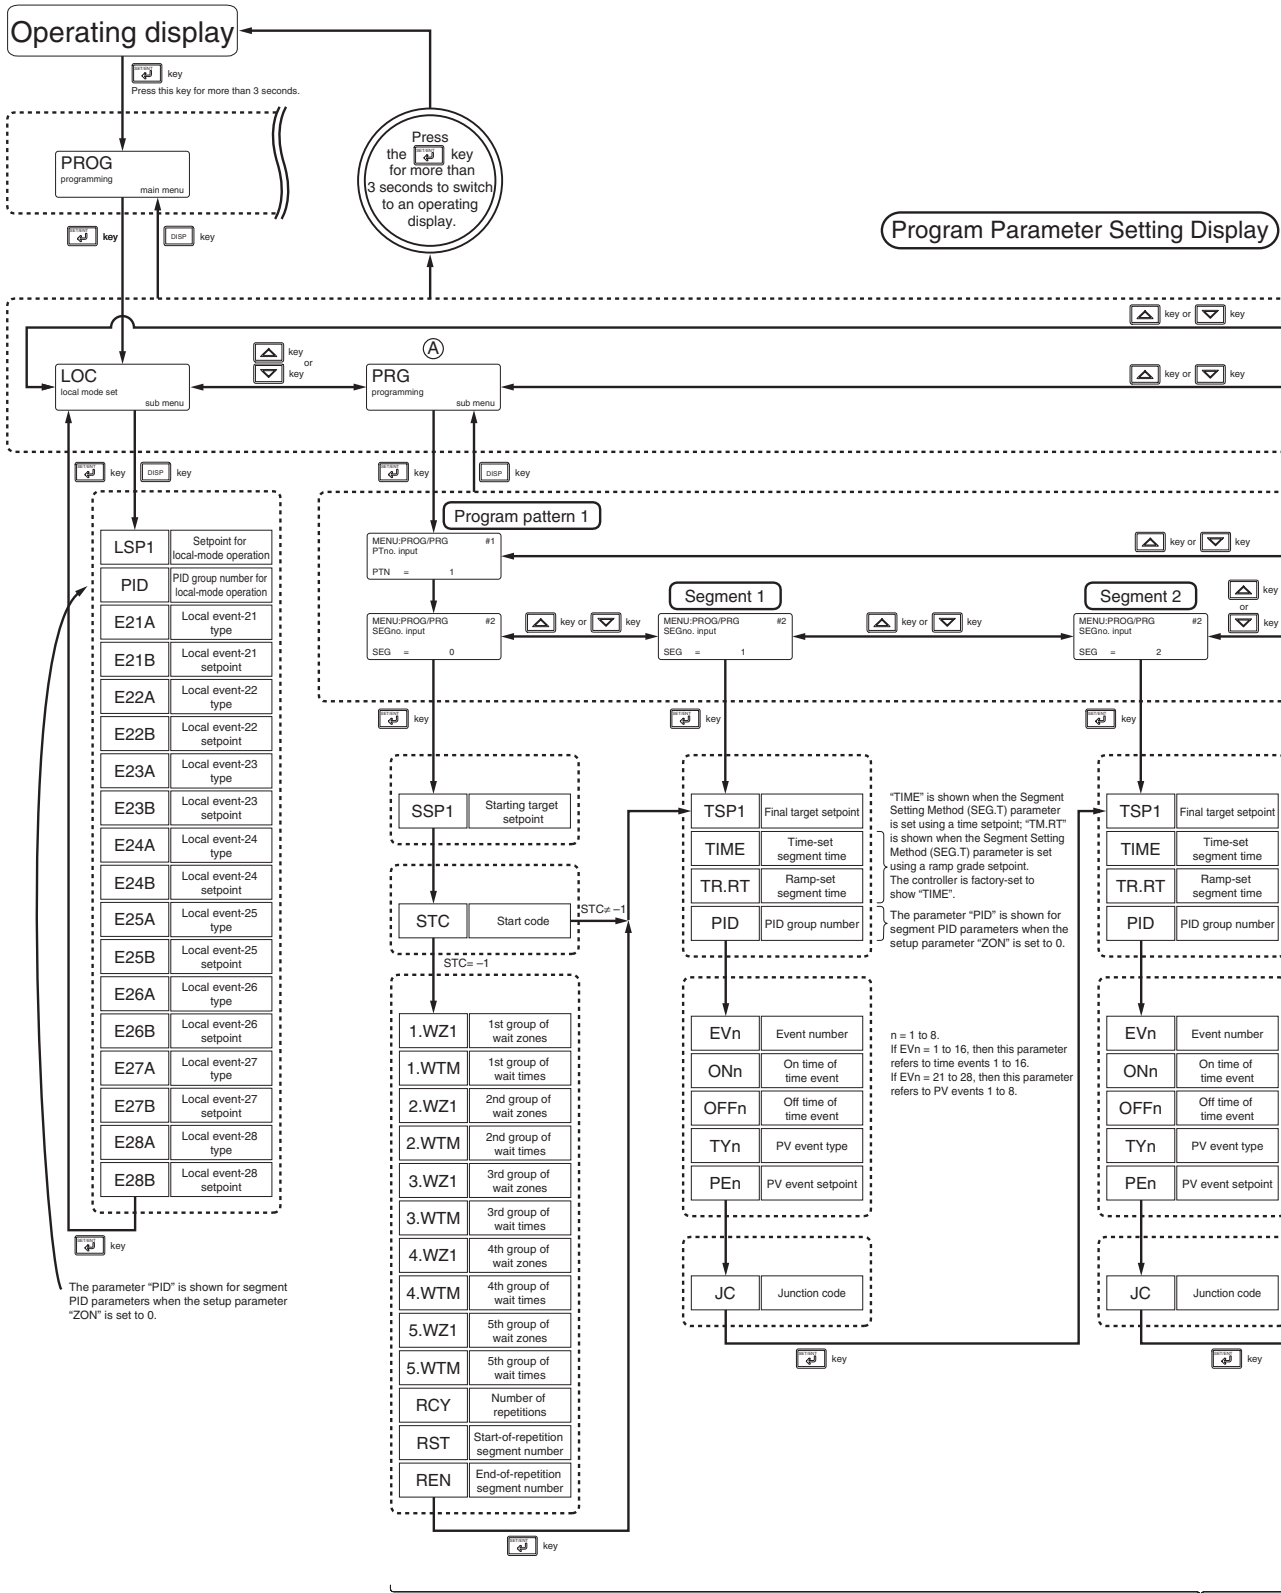 Operating display
SET/ENT key
Press this key for more than 3 seconds.
PROG
programming
main menu
SET/ENT key
DISP key
Press
the SET/ENT key
for more than
3 seconds to switch
to an operating
display.
Program Parameter Setting Display
key or key
LOC
local mode set
sub menu
key
or
key
A
PRG
programming
sub menu
key or key
SET/ENT key
DISP key
SET/ENT key
DISP key
LSP1 Setpoint for
local-mode operation
PID PID group number for
local-mode operation
E21A Local event-21
type
E21B Local event-21
setpoint
E22A Local event-22
type
E22B Local event-22
setpoint
E23A Local event-23
type
E23B Local event-23
setpoint
E24A Local event-24
type
E24B Local event-24
setpoint
E25A Local event-25
type
E25B Local event-25
setpoint
E26A Local event-26
type
E26B Local event-26
setpoint
E27A Local event-27
type
E27B Local event-27
setpoint
E28A Local event-28
type
E28B Local event-28
setpoint
SET/ENT key
The parameter “PID” is shown for segment
PID parameters when the setup parameter
“ZON” is set to 0.
Program pattern 1
MENU:PROG/PRG #1
PTno. input
PTN = 1
key or key
MENU:PROG/PRG #2
SEGno. input
SEG = 0
key or key
Segment 1
MENU:PROG/PRG #2
SEGno. input
SEG = 1
key or key
Segment 2
MENU:PROG/PRG #2
SEGno. input
SEG = 2
key
or
key
SET/ENT key
SET/ENT key
SET/ENT key
SSP1 Starting target
setpoint
STC Start code
STC≠ –1
STC= –1
1.WZ1 1st group of
wait zones
1.WTM 1st group of
wait times
2.WZ1 2nd group of
wait zones
2.WTM 2nd group of
wait times
3.WZ1 3rd group of
wait zones
3.WTM 3rd group of
wait times
4.WZ1 4th group of
wait zones
4.WTM 4th group of
wait times
5.WZ1 5th group of
wait zones
5.WTM 5th group of
wait times
RCY Number of
repetitions
RST Start-of-repetition
segment number
REN End-of-repetition
segment number
SET/ENT key
TSP1 Final target setpoint
TIME Time-set
segment time
TR.RT Ramp-set
segment time
PID PID group number
“TIME” is shown when the Segment
Setting Method (SEG.T) parameter
is set using a time setpoint; “TM.RT”
is shown when the Segment Setting
Method (SEG.T) parameter is set
using a ramp grade setpoint.
The controller is factory-set to
show “TIME”.
The parameter “PID” is shown for
segment PID parameters when the
setup parameter “ZON” is set to 0.
EVn Event number
ONn On time of
time event
OFFn Off time of
time event
TYn PV event type
PEn PV event setpoint
n = 1 to 8.
If EVn = 1 to 16, then this parameter
refers to time events 1 to 16.
If EVn = 21 to 28, then this parameter
refers to PV events 1 to 8.
JC Junction code
SET/ENT key
TSP1 Final target setpoint
TIME Time-set
segment time
TR.RT Ramp-set
segment time
PID PID group number
EVn Event number
ONn On time of
time event
OFFn Off time of
time event
TYn PV event type
PEn PV event setpoint
JC Junction code
SET/ENT key